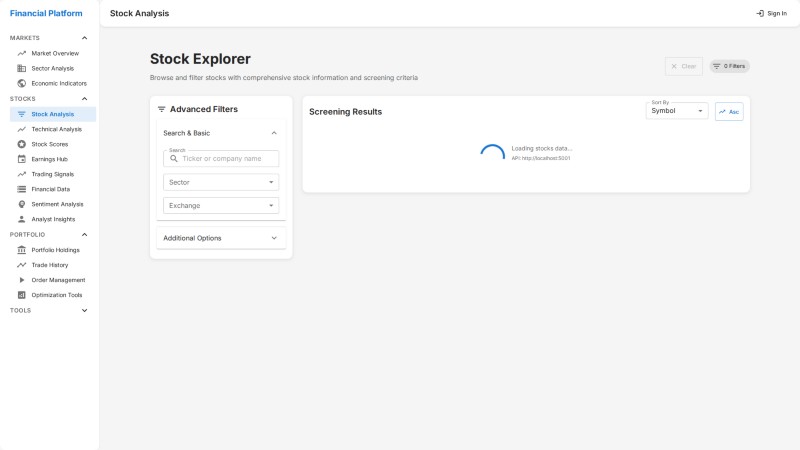 Financial Platform
Stock Analysis
Sign In
MARKETS
Market Overview
Sector Analysis
Economic Indicators
STOCKS
Stock Analysis
Technical Analysis
Stock Scores
Earnings Hub
Trading Signals
Financial Data
Sentiment Analysis
Analyst Insights
PORTFOLIO
Portfolio Holdings
Trade History
Order Management
Optimization Tools
TOOLS
Stock Explorer
Browse and filter stocks with comprehensive stock information and screening criteria
Clear
0 Filters
Advanced Filters
Search & Basic
Search
Ticker or company name
Sector
Exchange
Additional Options
Screening Results
Sort By
Symbol
Asc
Loading stocks data...
API: http://localhost:5001